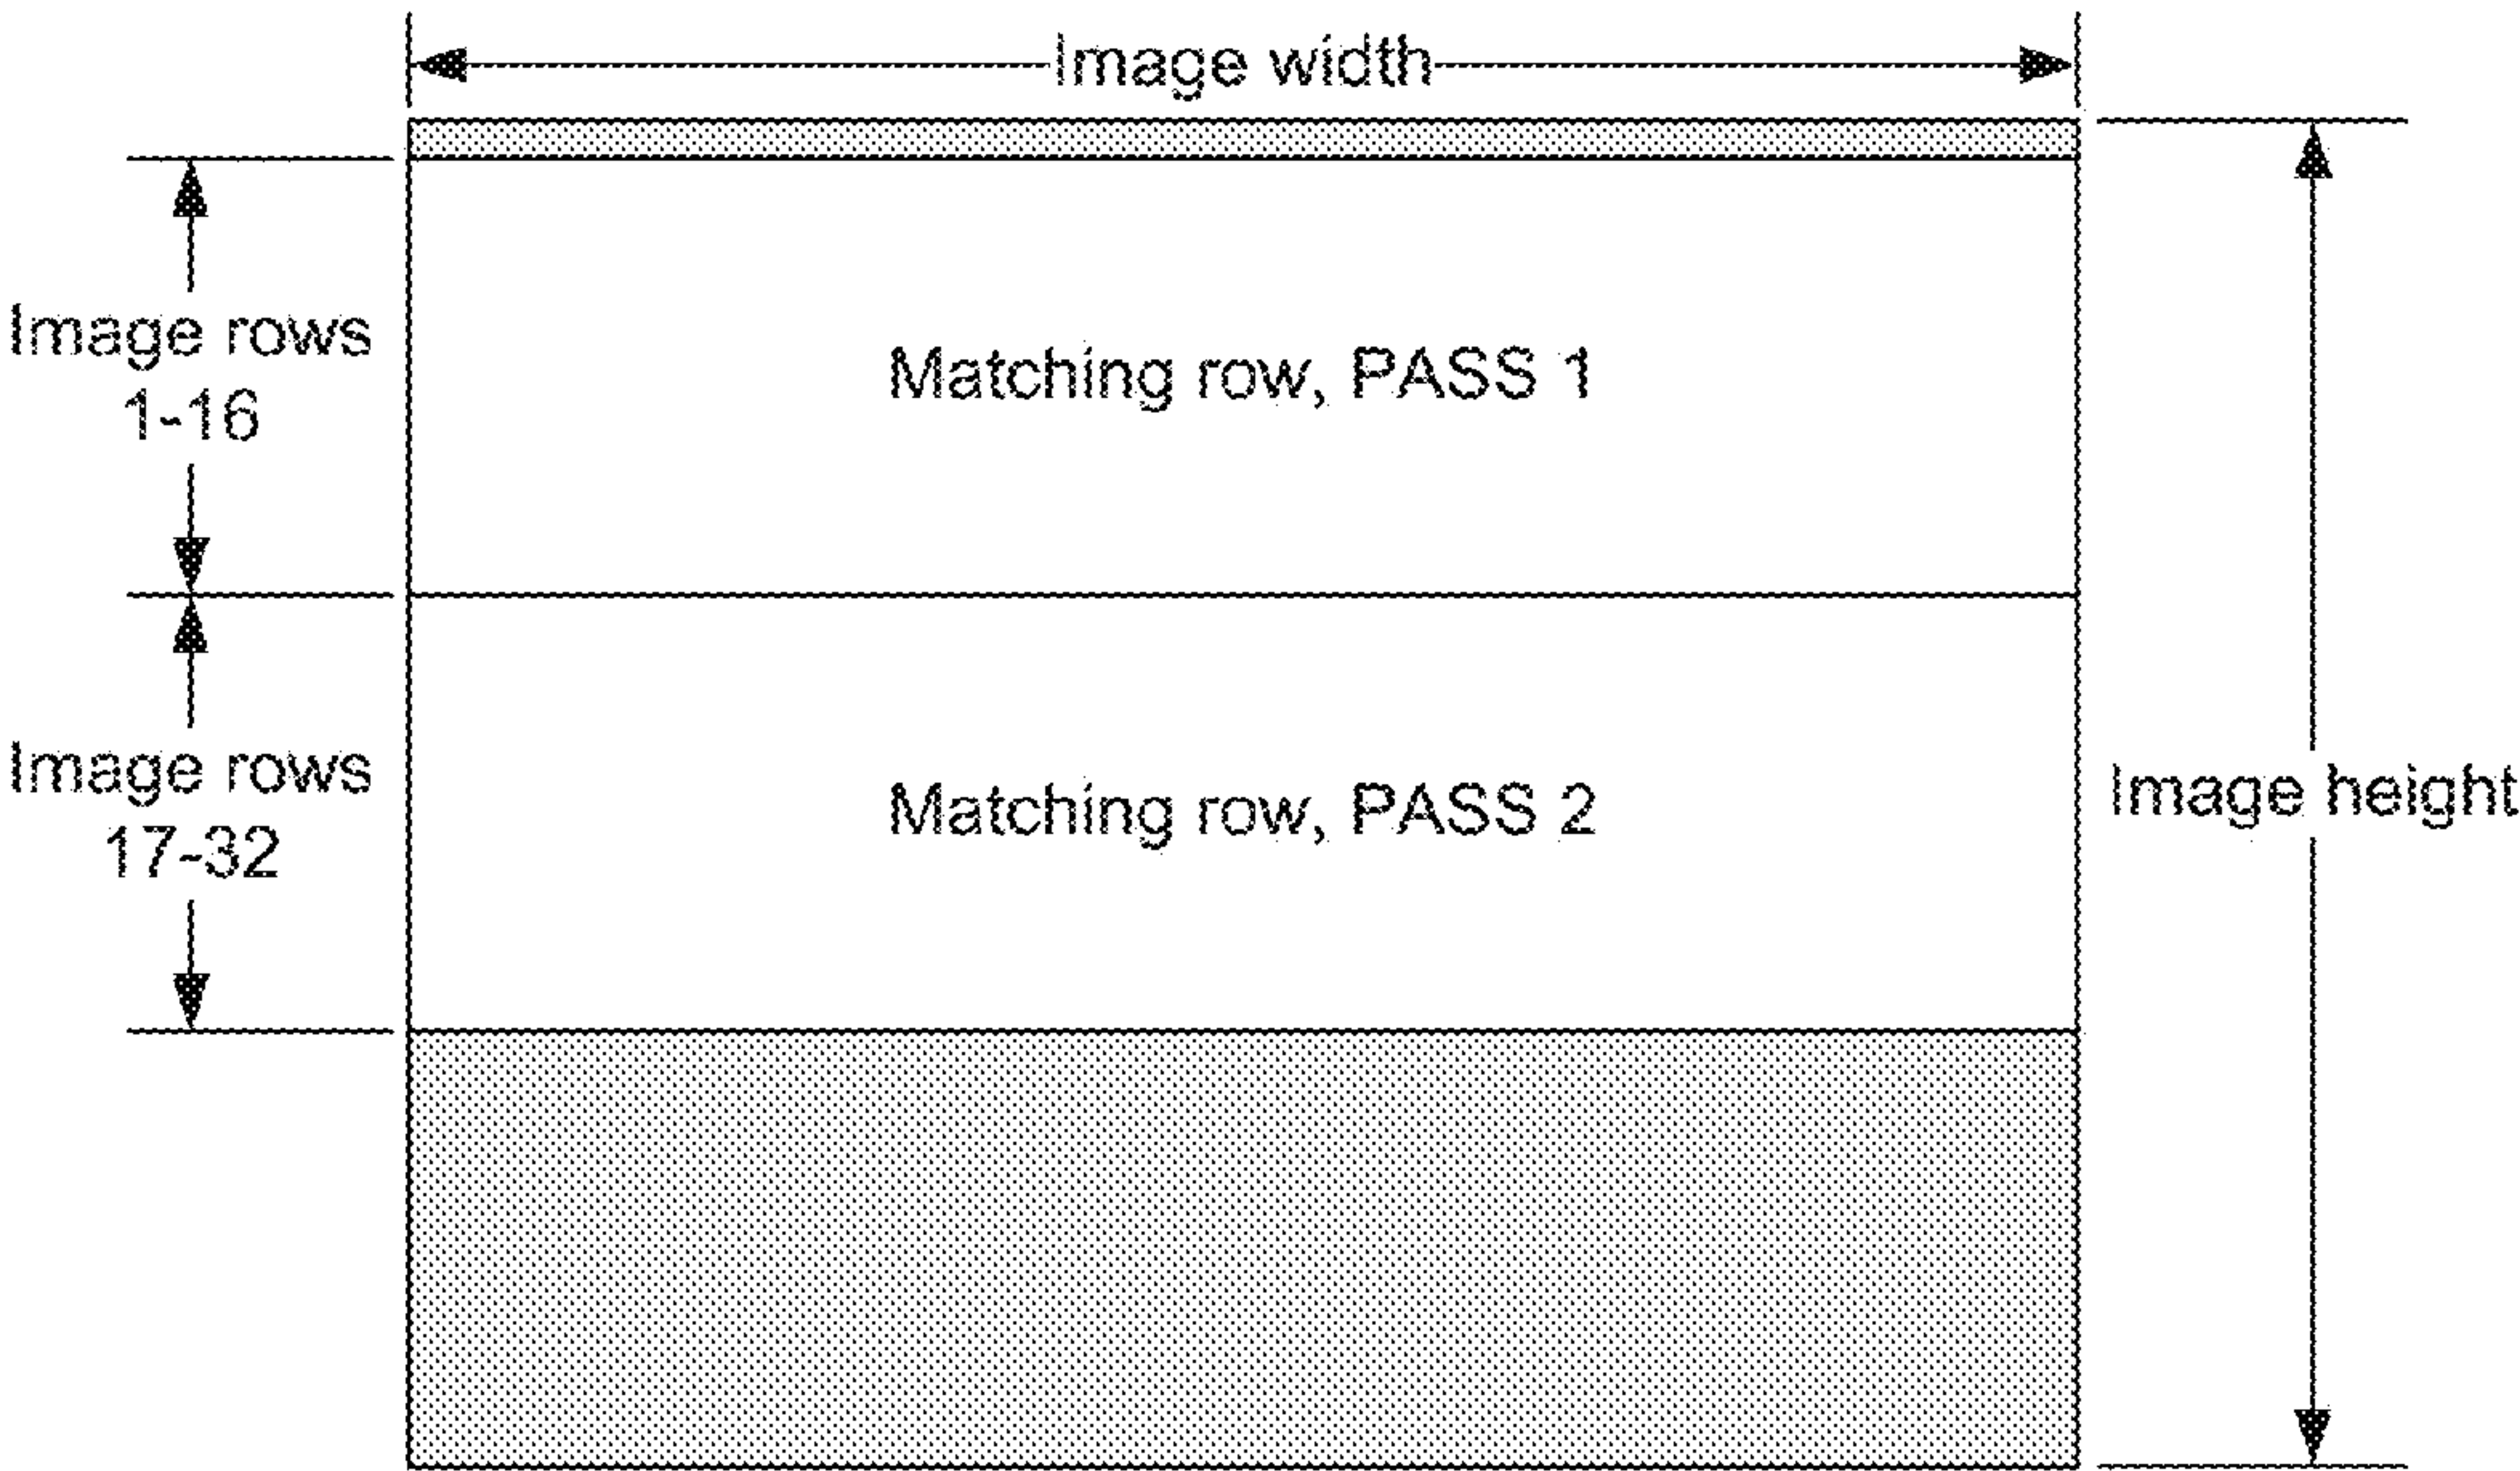 Image width
Image rows
1-16
Matching row, PASS 1
Image rows
17-32
Matching row, PASS 2
Image height